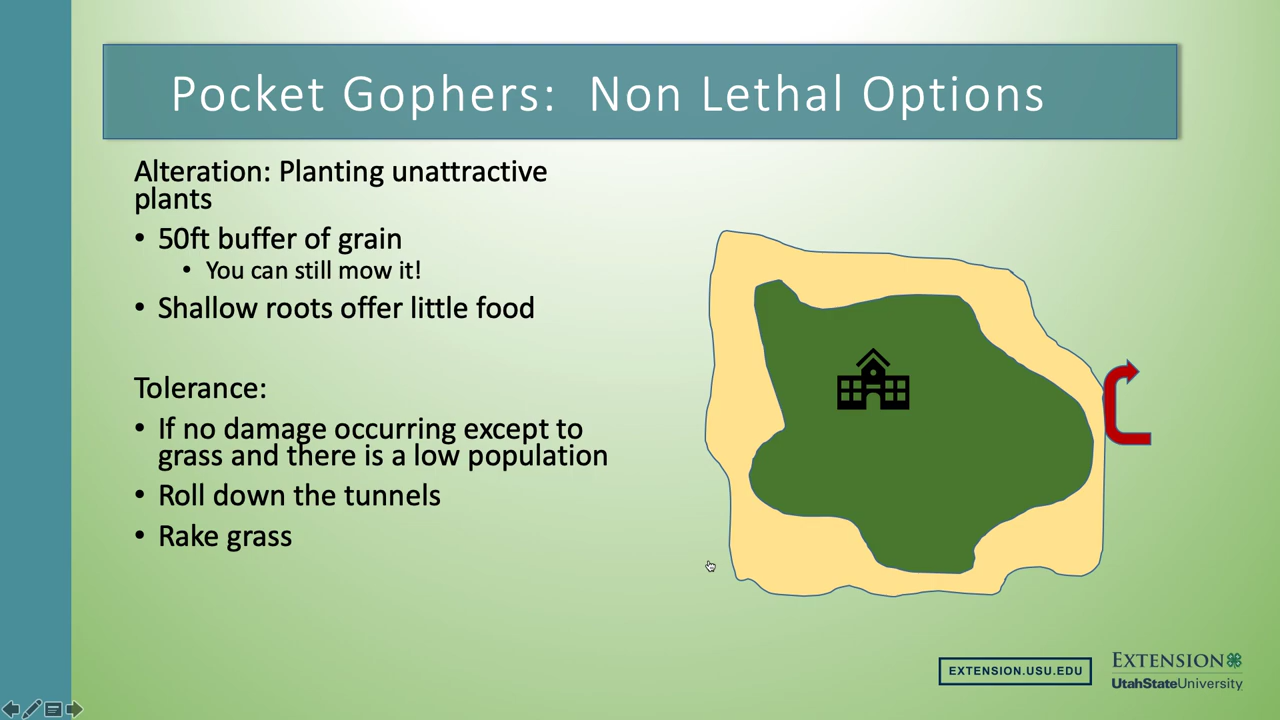 Pocket Gophers: Non Lethal Options
Alteration: Planting unattractive
plants
• 50ft buffer of grain
• You can still mow it!
• Shallow roots offer little food
Tolerance:
• If no damage occurring except to
grass and there is a low population
• Roll down the tunnels
• Rake grass
EXTENSION.USU.EDU
EXTENSION
UtahStateUniversity